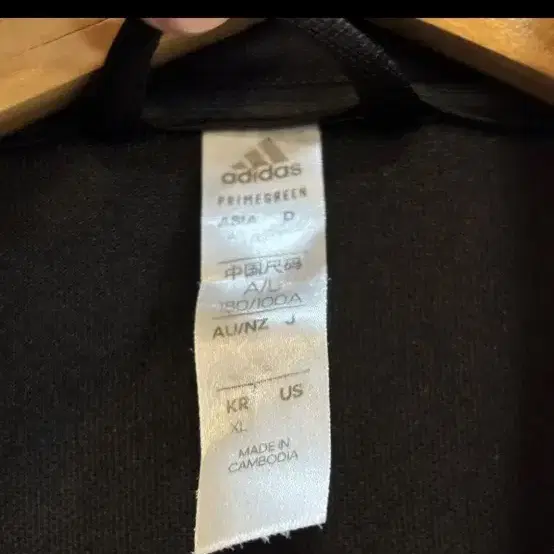 adidas
PRIMEGREEN
ASIA D
中国尺码
A/L
180/100A
AU/NZ J
KR US
XL
MADE IN
CAMBODIA